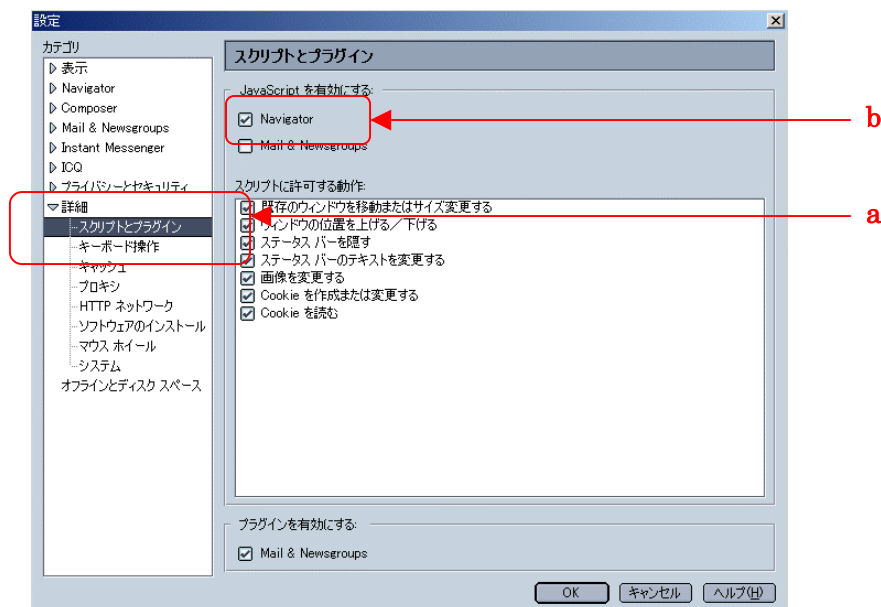 設定
カテゴリ
表示
Navigator
Composer
Mail & Newsgroups
Instant Messenger
ICQ
プライバシーとセキュリティ
詳細
スクリプトとプラグイン
キーボード操作
キャッシュ
プロキシ
HTTP ネットワーク
ソフトウェアのインストール
マウス ホイール
システム
オフラインとディスク スペース
スクリプトとプラグイン
JavaScript を有効にする:
Navigator
b
Mail & Newsgroups
スクリプトに許可する動作:
既存のウィンドウを移動またはサイズ変更する
a
ウィンドウの位置を上げる/下げる
ステータス バーを隠す
ステータス バーのテキストを変更する
画像を変更する
Cookie を作成または変更する
Cookie を読む
プラグインを有効にする:
Mail & Newsgroups
OK
キャンセル
ヘルプ(H)